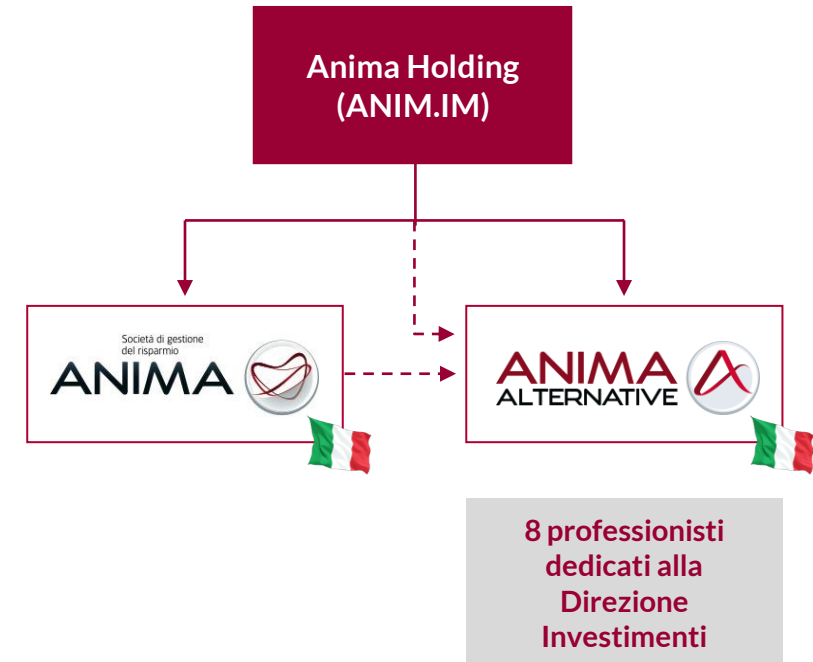 Anima Holding
(ANIM.IM)
Società di gestione
del risparmio
ANIMA
ANIMA
ALTERNATIVE
8 professionisti
dedicati alla
Direzione
Investimenti